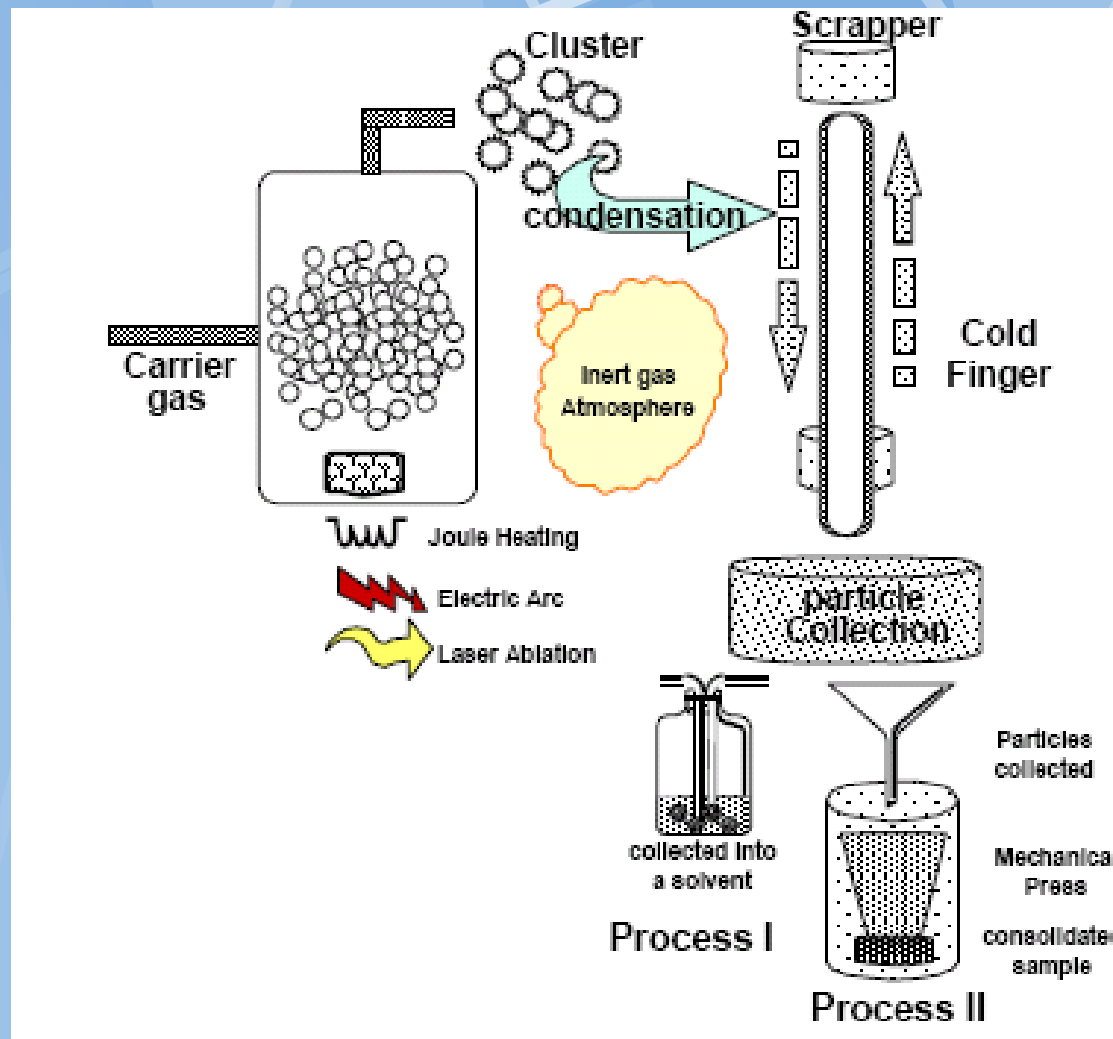 Cluster
Scrapper
condensation
Carrier
gas
Inert gas
Atmosphere
Cold
Finger
Joule Heating
Electric Arc
Laser Ablation
particle
Collection
Particles
collected
collected into
a solvent
Mechanica
Press
consolidate
sample
Process I
Process II